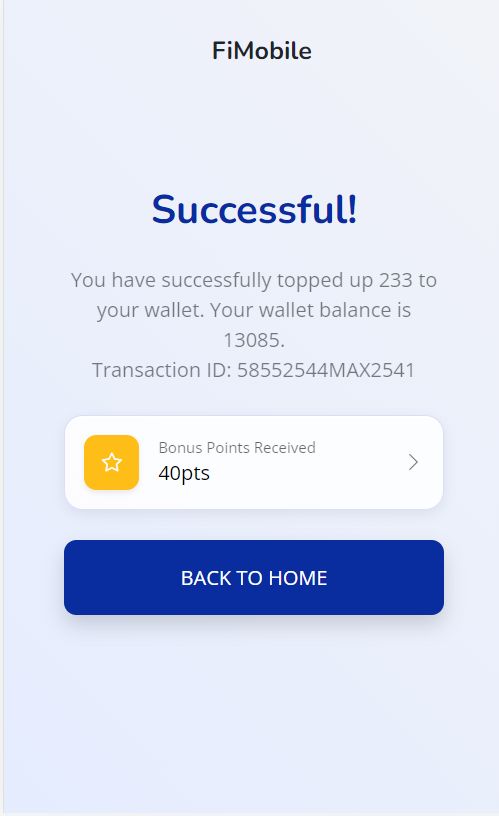 FiMobile
Successful!
You have successfully topped up 233 to
your wallet. Your wallet balance is
13085.
Transaction ID: 58552544MAX2541
Bonus Points Received
40pts
BACK TO HOME